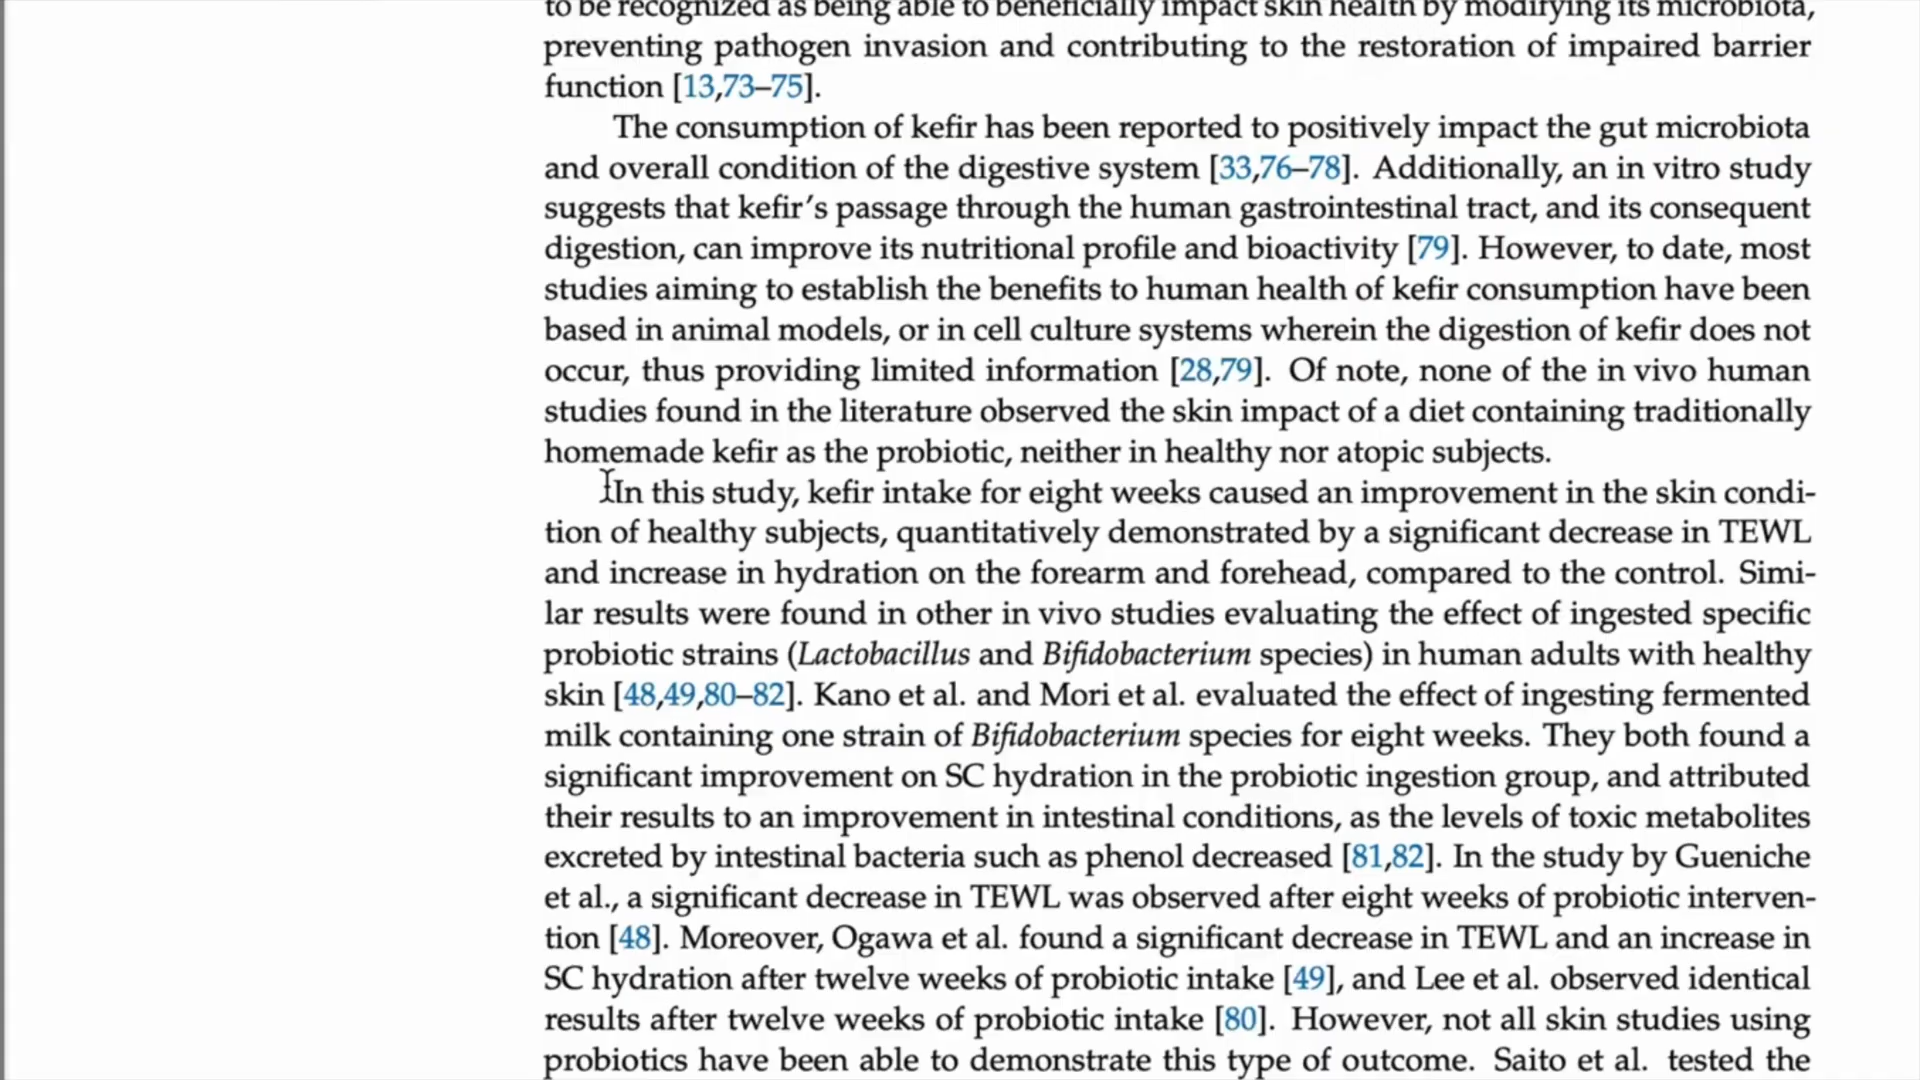 to be recognized as being able to beneficially impact skin health by modifying its microbiota,
preventing pathogen invasion and contributing to the restoration of impaired barrier
function [13,73–75].
The consumption of kefir has been reported to positively impact the gut microbiota
and overall condition of the digestive system [33,76–78]. Additionally, an in vitro study
suggests that kefir's passage through the human gastrointestinal tract, and its consequent
digestion, can improve its nutritional profile and bioactivity [79]. However, to date, most
studies aiming to establish the benefits to human health of kefir consumption have been
based in animal models, or in cell culture systems wherein the digestion of kefir does not
occur, thus providing limited information [28,79]. Of note, none of the in vivo human
studies found in the literature observed the skin impact of a diet containing traditionally
homemade kefir as the probiotic, neither in healthy nor atopic subjects.
In this study, kefir intake for eight weeks caused an improvement in the skin condi-
tion of healthy subjects, quantitatively demonstrated by a significant decrease in TEWL
and increase in hydration on the forearm and forehead, compared to the control. Simi-
lar results were found in other in vivo studies evaluating the effect of ingested specific
probiotic strains (Lactobacillus and Bifidobacterium species) in human adults with healthy
skin [48,49,80–82]. Kano et al. and Mori et al. evaluated the effect of ingesting fermented
milk containing one strain of Bifidobacterium species for eight weeks. They both found a
significant improvement on SC hydration in the probiotic ingestion group, and attributed
their results to an improvement in intestinal conditions, as the levels of toxic metabolites
excreted by intestinal bacteria such as phenol decreased [81,82]. In the study by Gueniche
et al., a significant decrease in TEWL was observed after eight weeks of probiotic interven-
tion [48]. Moreover, Ogawa et al. found a significant decrease in TEWL and an increase in
SC hydration after twelve weeks of probiotic intake [49], and Lee et al. observed identical
results after twelve weeks of probiotic intake [80]. However, not all skin studies using
probiotics have been able to demonstrate this type of outcome. Saito et al. tested the